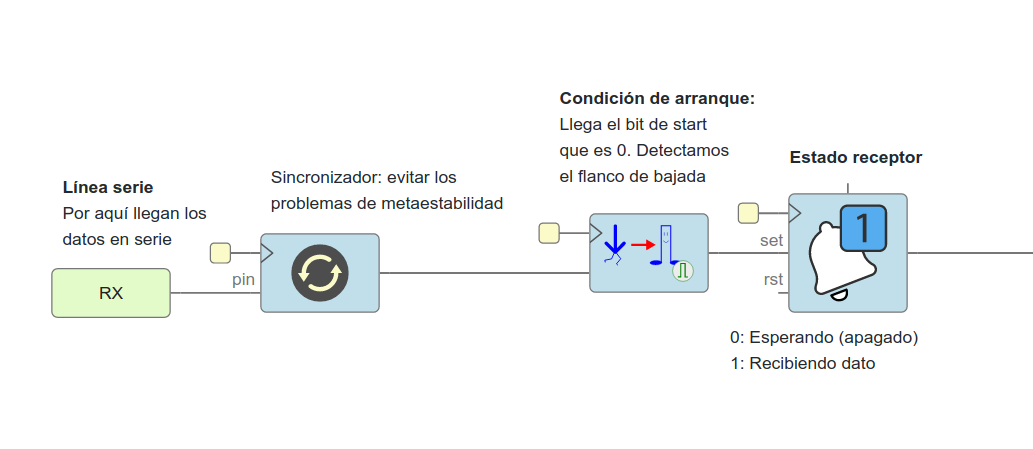 Condición de arranque:
Llega el bit de start
que es 0. Detectamos
el flanco de bajada
Estado receptor
Línea serie
Por aquí llegan los
datos en serie
Sincronizador: evitar los
problemas de metaestabilidad
RX
pin
set
rst
1
0: Esperando (apagado)
1: Recibiendo dato